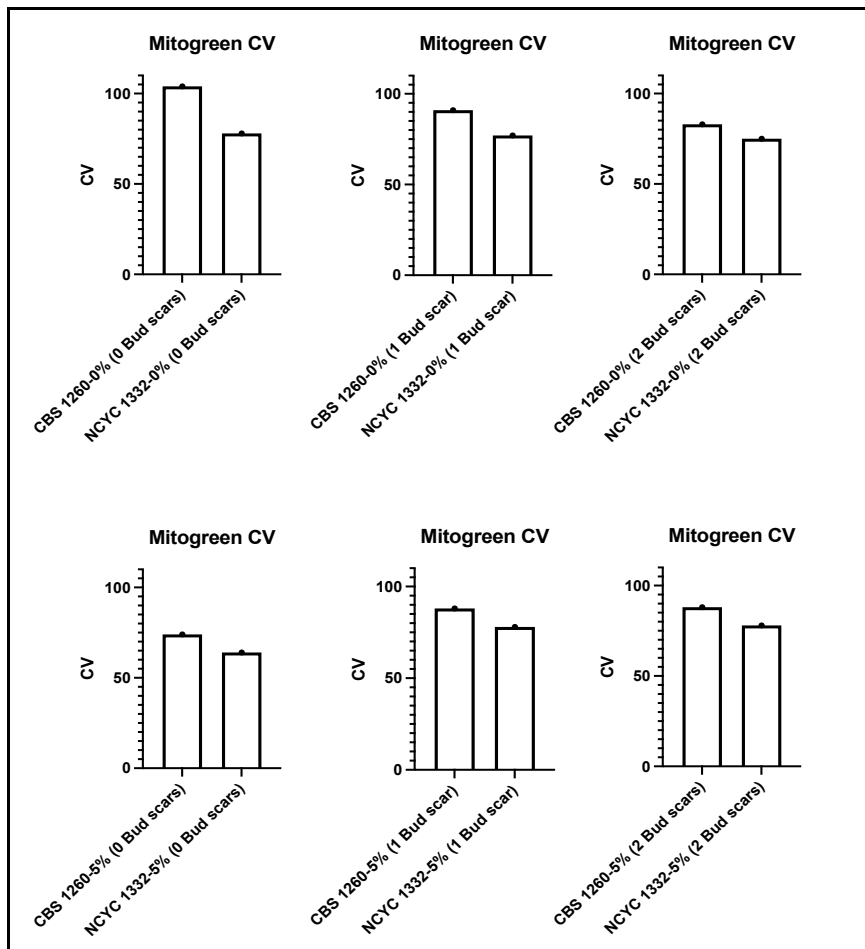 Mitogreen CV
100
50
0
CV
CBS 1260-0% (0 Bud scars)
NCYC 1332-0% (0 Bud scars)
Mitogreen CV
100
50
0
CV
CBS 1260-0% (1 Bud scar)
NCYC 1332-0% (1 Bud scar)
Mitogreen CV
100
50
0
CV
CBS 1260-0% (2 Bud scars)
NCYC 1332-0% (2 Bud scars)
Mitogreen CV
100
50
0
CV
CBS 1260-5% (0 Bud scars)
NCYC 1332-5% (0 Bud scars)
Mitogreen CV
100
50
0
CV
CBS 1260-5% (1 Bud scar)
NCYC 1332-5% (1 Bud scar)
Mitogreen CV
100
50
0
CV
CBS 1260-5% (2 Bud scars)
NCYC 1332-5% (2 Bud scars)